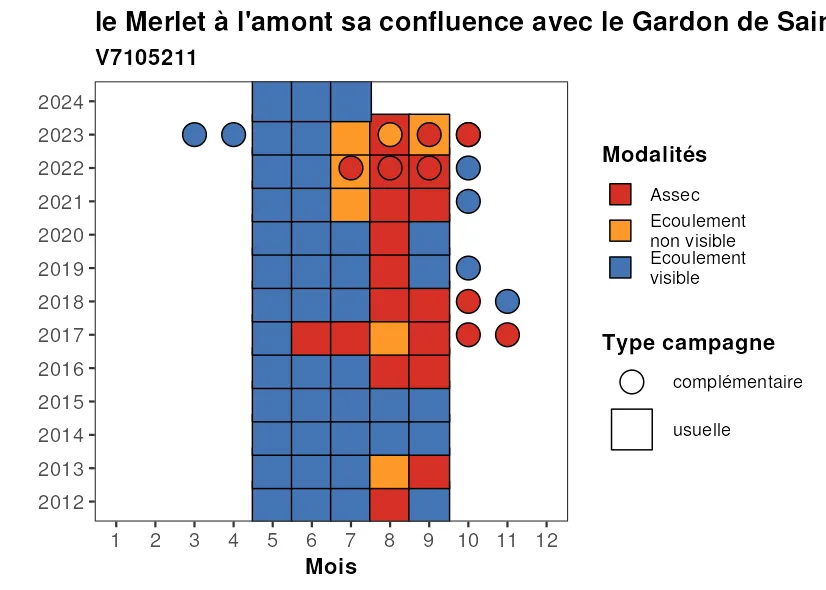 le Merlet à l'amont sa confluence avec le Gardon de Sain
V7105211
2024
2023
2022
2021
2020
2019
2018
2017
2016
2015
2014
2013
2012
1 2 3 4 5 6 7 8 9 10 11 12
Mois
Modalités
Assec
Ecoulement
non visible
Ecoulement
visible
Type campagne
complémentaire
usuelle